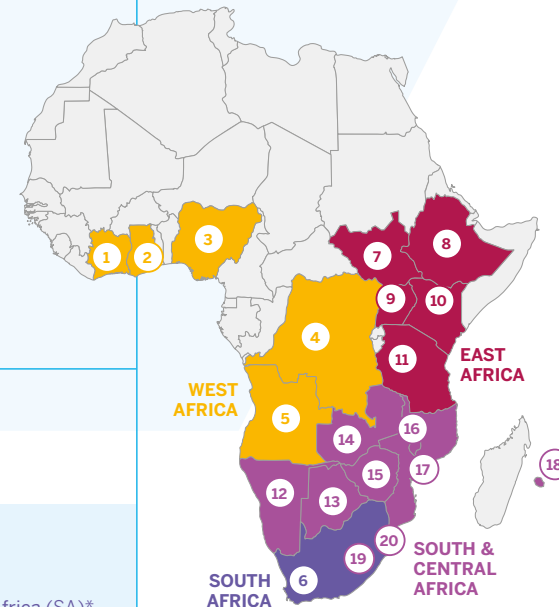 1
2
3
4
5
6
7
8
9
10
11
12
13
14
15
16
17
18
19
20
WEST
AFRICA
EAST
AFRICA
SOUTH
AFRICA
SOUTH &
CENTRAL
AFRICA
frica (SA)*